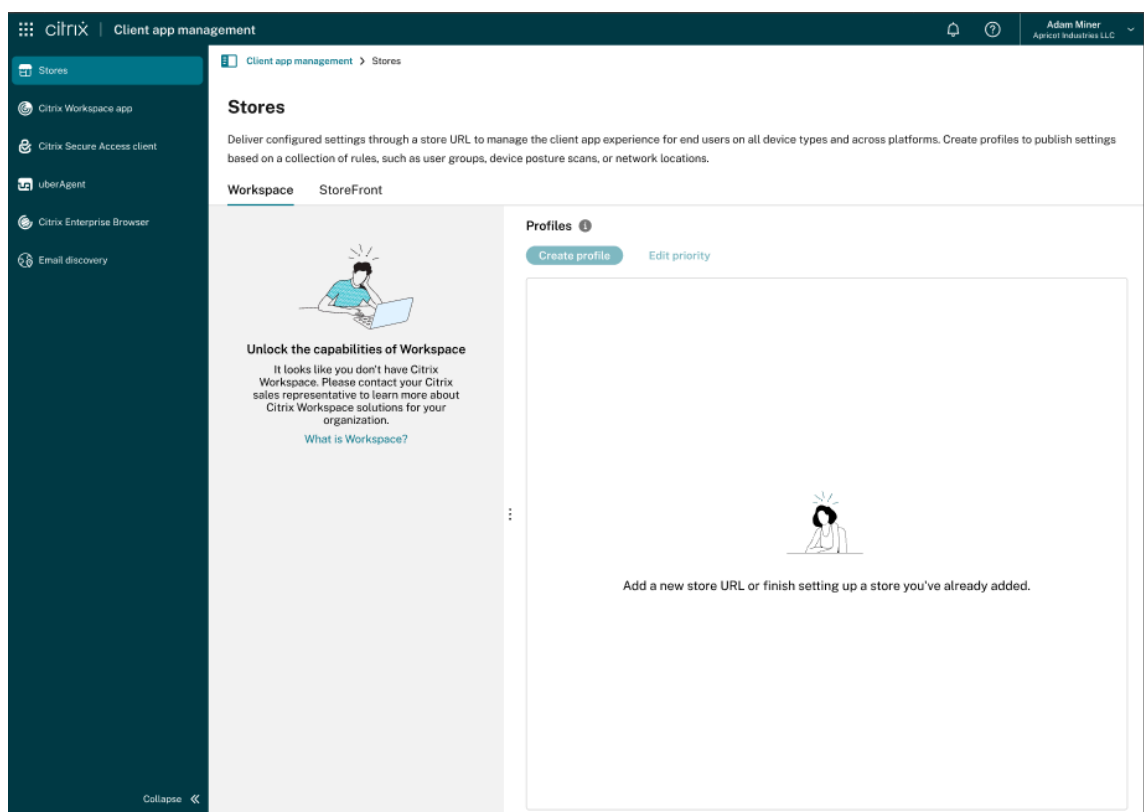 citrix | Client app management
Adam Miner
Apricot Industries LLC
Stores
Citrix Workspace app
Citrix Secure Access client
uberAgent
Citrix Enterprise Browser
Email discovery
Collapse
Client app management > Stores
Stores
Deliver configured settings through a store URL to manage the client app experience for end users on all device types and across platforms. Create profiles to publish settings
based on a collection of rules, such as user groups, device posture scans, or network locations.
Workspace StoreFront
Unlock the capabilities of Workspace
It looks like you don't have Citrix
Workspace. Please contact your Citrix
sales representative to learn more about
Citrix Workspace solutions for your
organization.
What is Workspace?
Profiles
Create profile Edit priority
Add a new store URL or finish setting up a store you've already added.